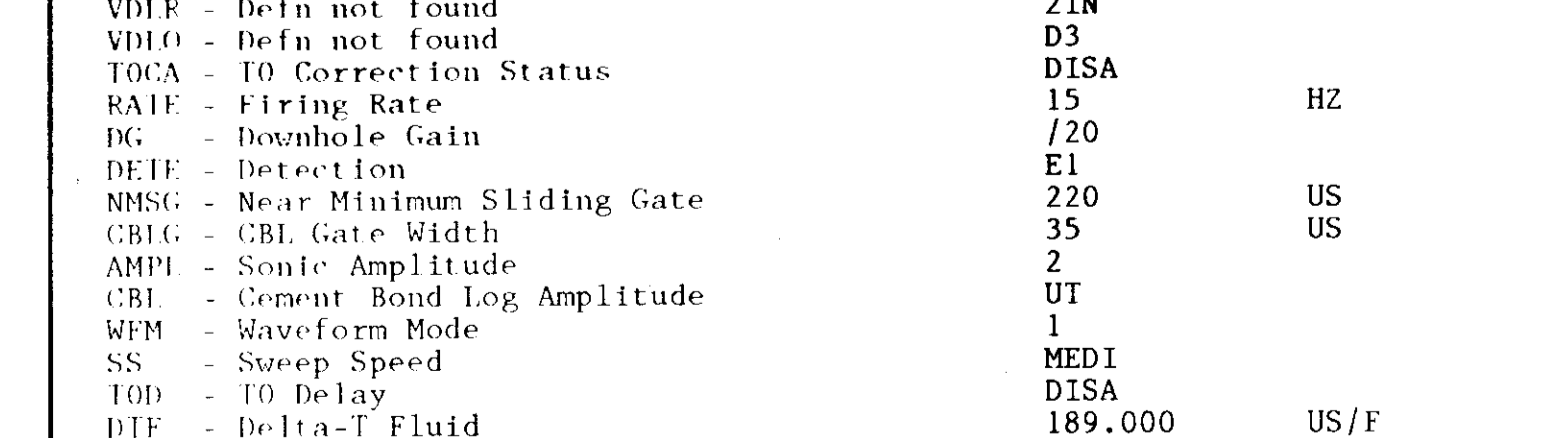 VDLR - Defn not found 2IN
VDLO - Defn not found D3
TOCA - TO Correction Status DISA
RATE - Firing Rate 15 HZ
DG - Downhole Gain /20
DETE - Detection E1
NMSG - Near Minimum Sliding Gate 220 US
CBLG - CBL Gate Width 35 US
AMPL - Sonic Amplitude 2
CBL - Cement Bond Log Amplitude UT
WFM - Waveform Mode 1
SS - Sweep Speed MEDI
TOD - TO Delay DISA
DTF - Delta-T Fluid 189.000 US/F